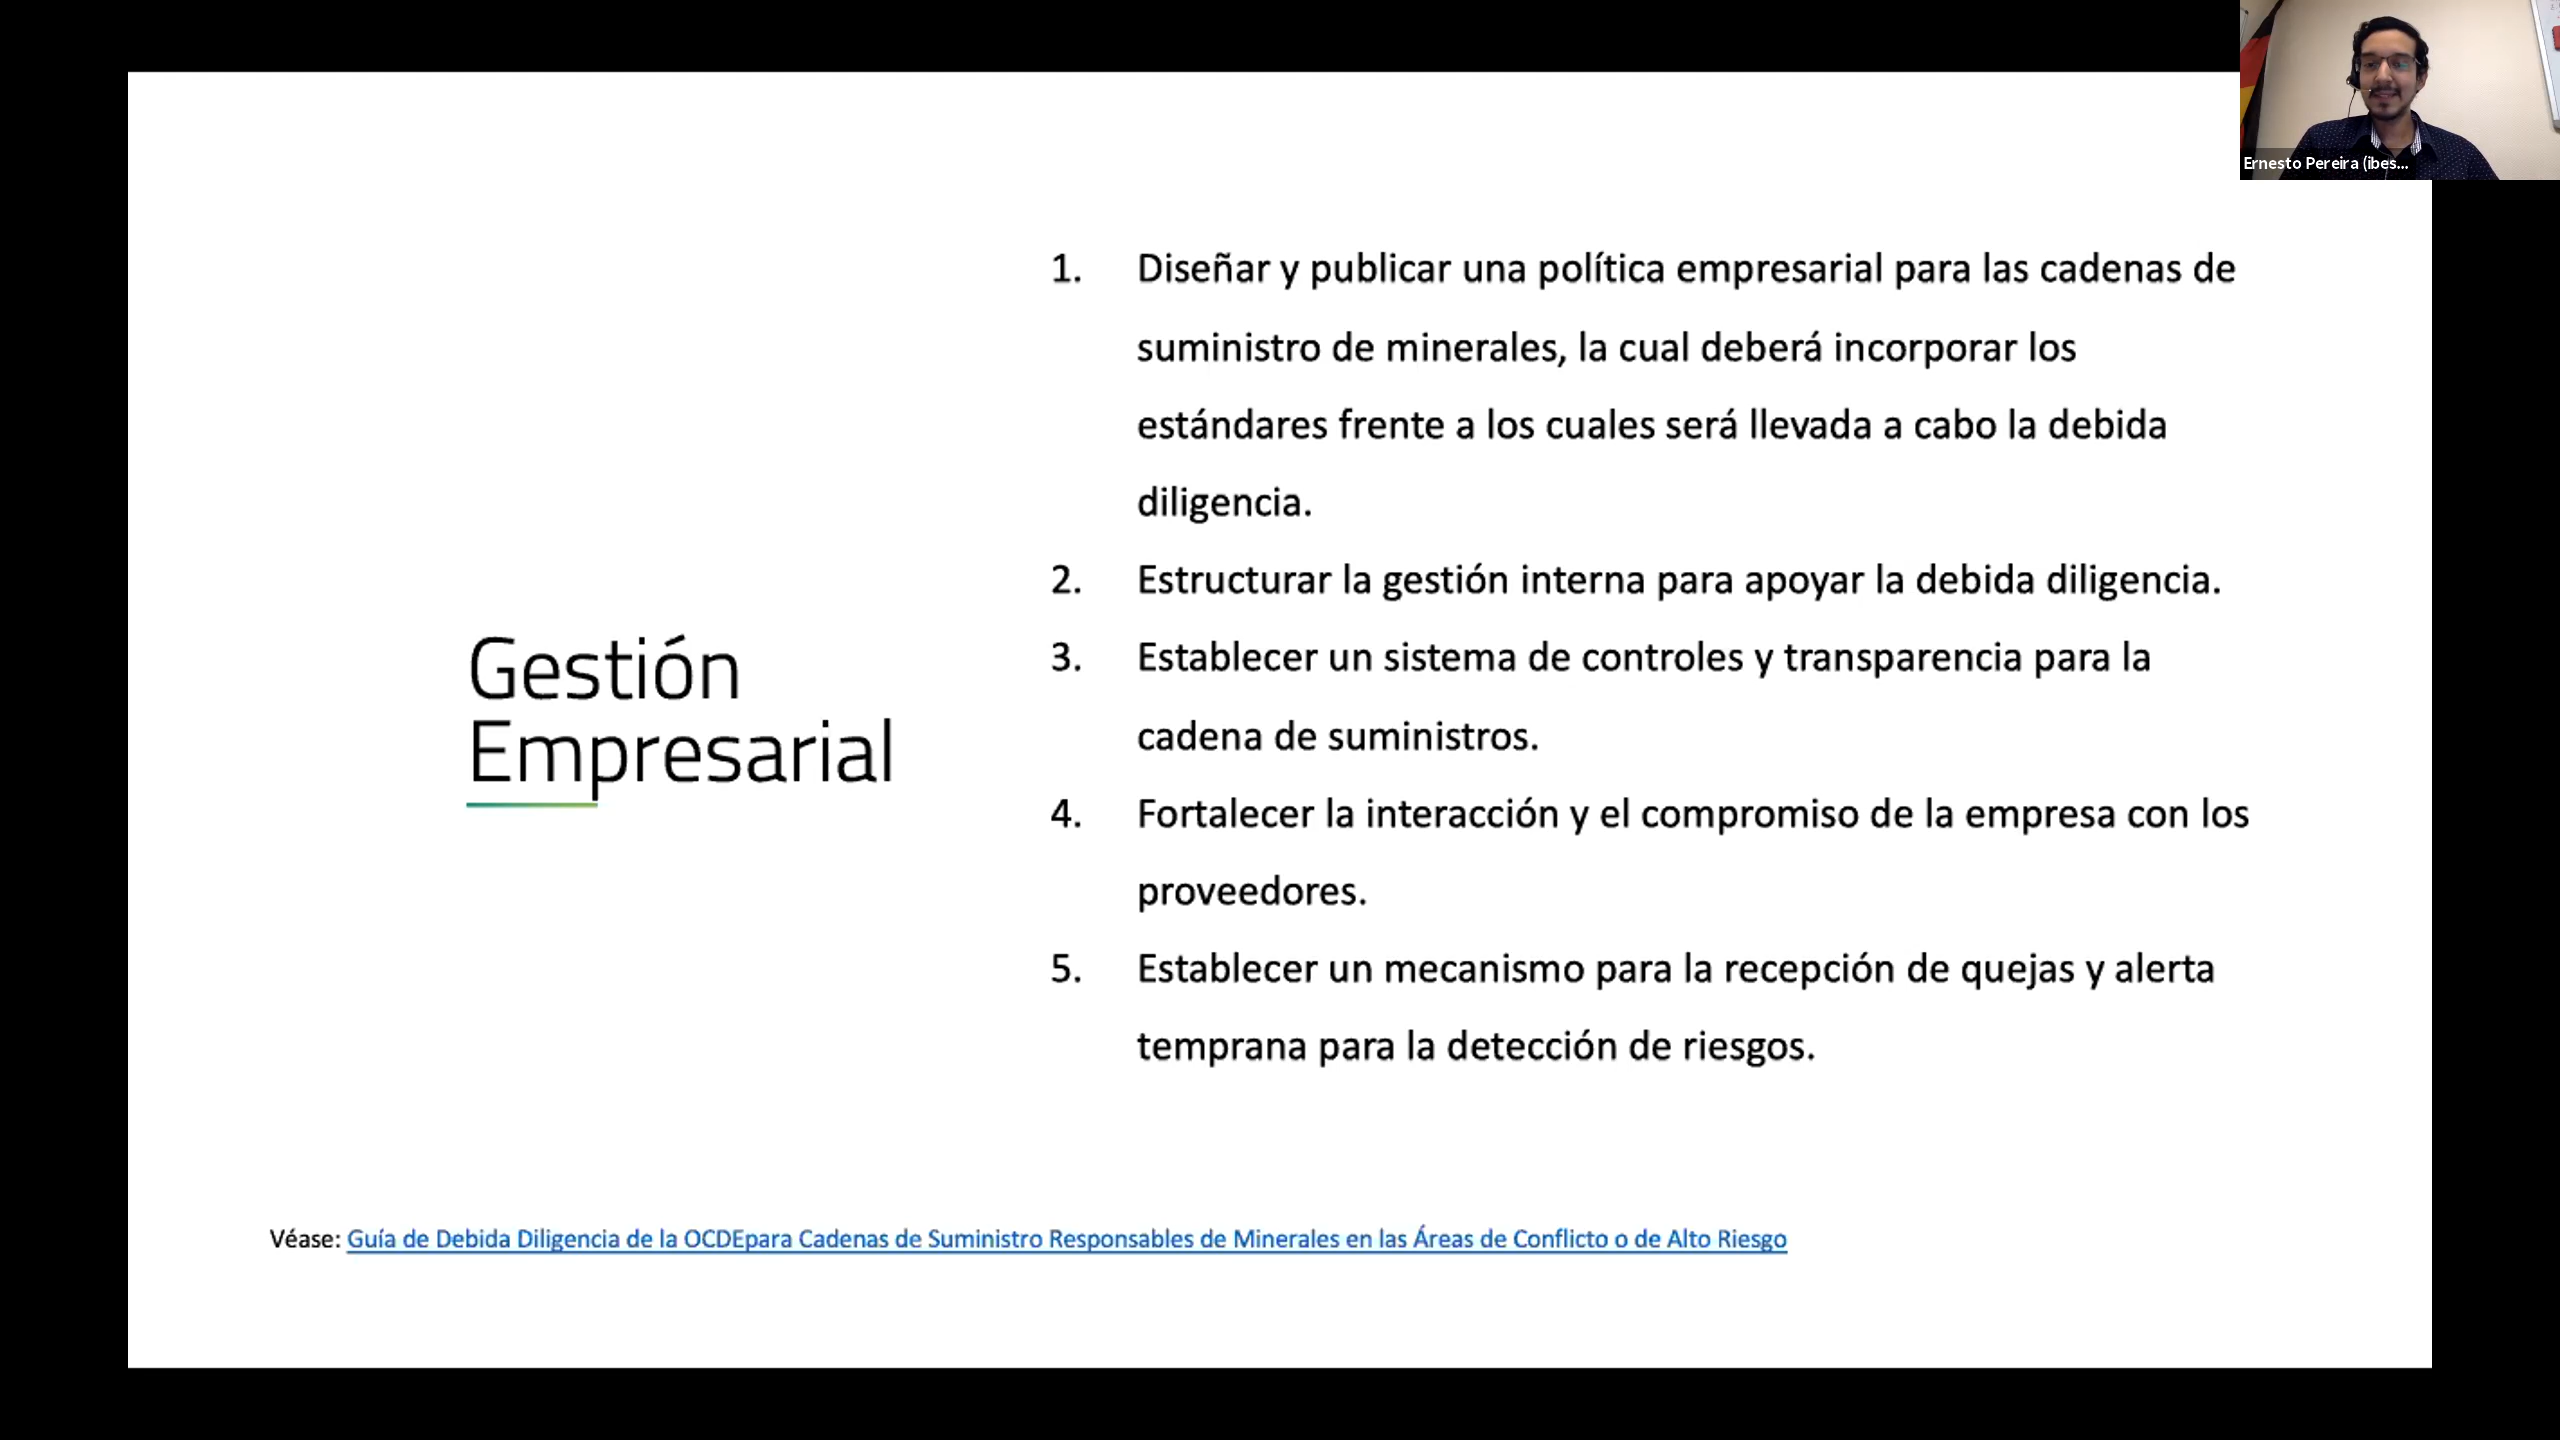 Ernesto Pereira (ibes...
Gestión
Empresarial
1. Diseñar y publicar una política empresarial para las cadenas de
suministro de minerales, la cual deberá incorporar los
estándares frente a los cuales será llevada a cabo la debida
diligencia.
2. Estructurar la gestión interna para apoyar la debida diligencia.
3. Establecer un sistema de controles y transparencia para la
cadena de suministros.
4. Fortalecer la interacción y el compromiso de la empresa con los
proveedores.
5. Establecer un mecanismo para la recepción de quejas y alerta
temprana para la detección de riesgos.
Véase: Guía de Debida Diligencia de la OCDEpara Cadenas de Suministro Responsables de Minerales en las Áreas de Conflicto o de Alto Riesgo